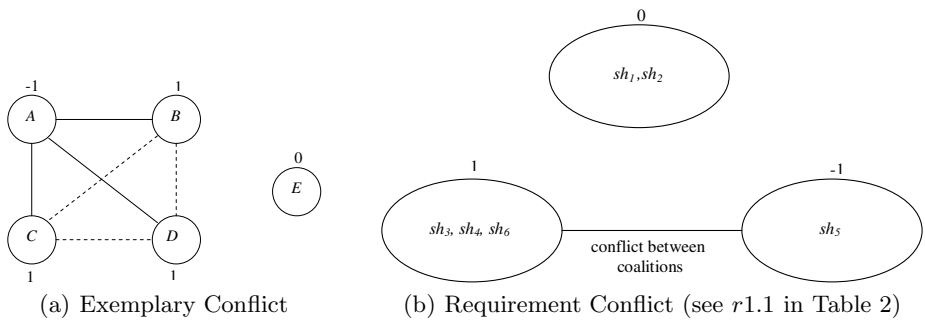 -1
1
A
B
0
E
C
D
1
1
(a) Exemplary Conflict
0
sh1,sh2
1
-1
sh3, sh4, sh6
sh5
conflict between
coalitions
(b) Requirement Conflict (see r1.1 in Table 2)